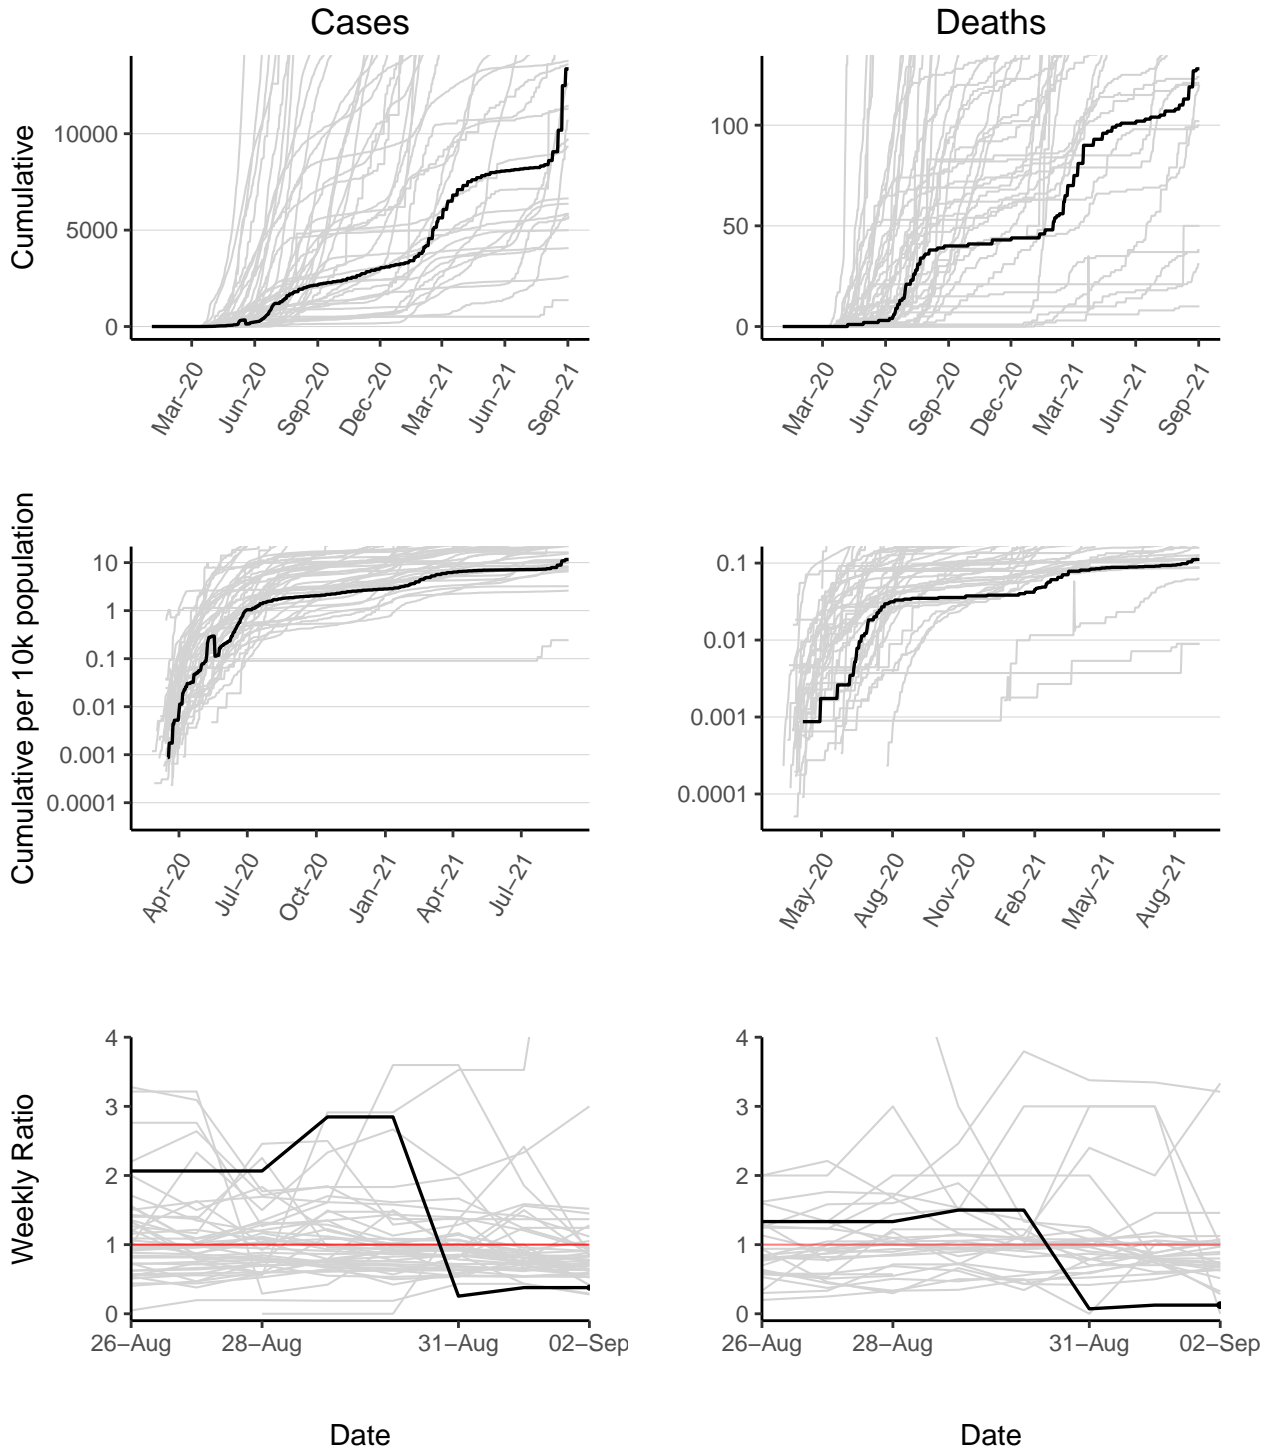 Cases
Deaths
Cumulative
10000
5000
0
Mar−20
Jun−20
Sep−20
Dec−20
Mar−21
Jun−21
Sep−21
100
50
0
Mar−20
Jun−20
Sep−20
Dec−20
Mar−21
Jun−21
Sep−21
Cumulative per 10k population
10
1
0.1
0.01
0.001
0.0001
Apr−20
Jul−20
Oct−20
Jan−21
Apr−21
Jul−21
0.1
0.01
0.001
0.0001
May−20
Aug−20
Nov−20
Feb−21
May−21
Aug−21
Weekly Ratio
4
3
2
1
0
26−Aug
28−Aug
31−Aug
02−Sep
Date
4
3
2
1
0
26−Aug
28−Aug
31−Aug
02−Sep
Date